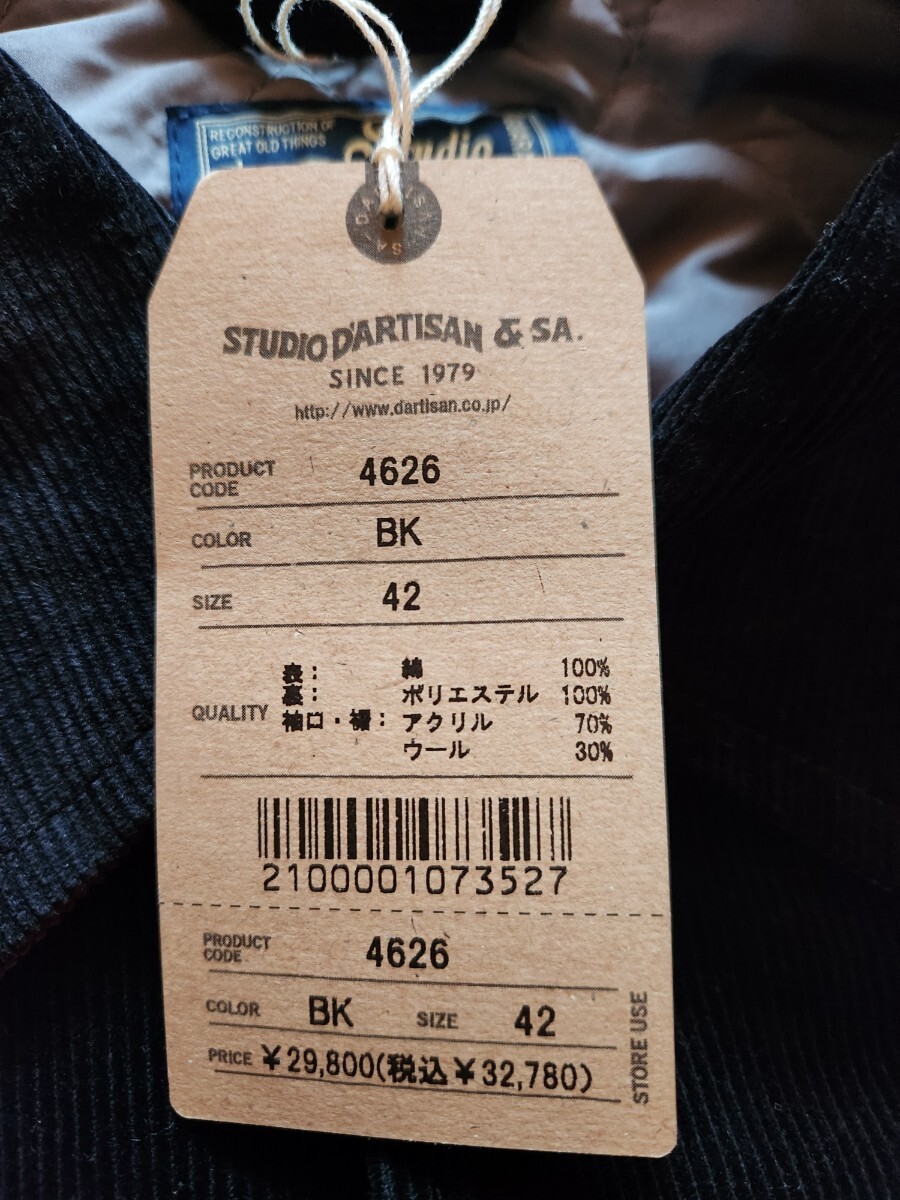 RECONSTRUCTION OF
GREAT OLD THINGS
Studio
STUDIO D'ARTISAN & SA.
SINCE 1979
http://www.dartisan.co.jp/
PRODUCT CODE 4626
COLOR BK
SIZE 42
QUALITY
表: 綿 100%
裏: ポリエステル 100%
袖口・裾: アクリル 70%
ウール 30%
2100001073527
PRODUCT CODE 4626
COLOR BK SIZE 42
PRICE ¥29,800(税込¥32,780)
STORE USE